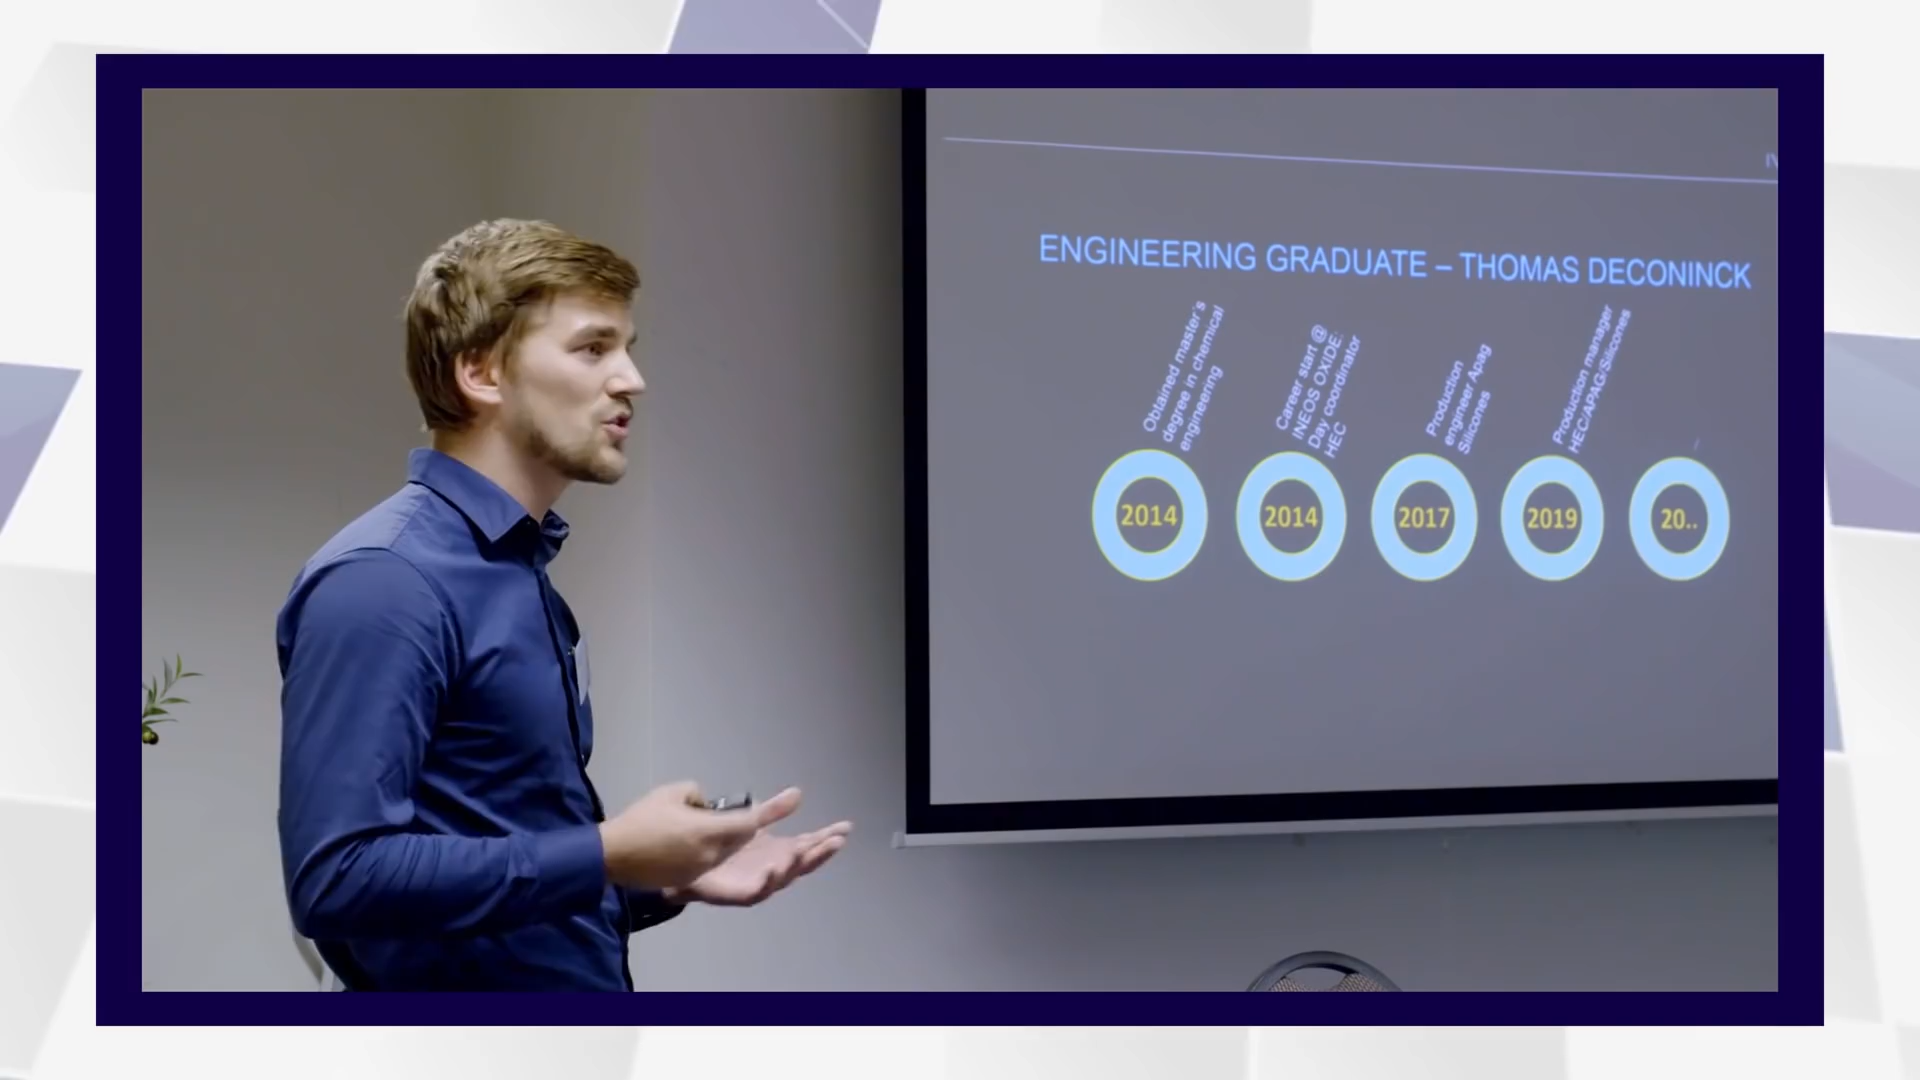 ENGINEERING GRADUATE – THOMAS DECONINCK
Obtained master's
degree in chemical
engineering
Career start @
INEOS OXIDE:
Day coordinator
HEC
Production
engineer Apag
Silicones
Production manager
HEC/APAG/Silicones
2014
2014
2017
2019
20..